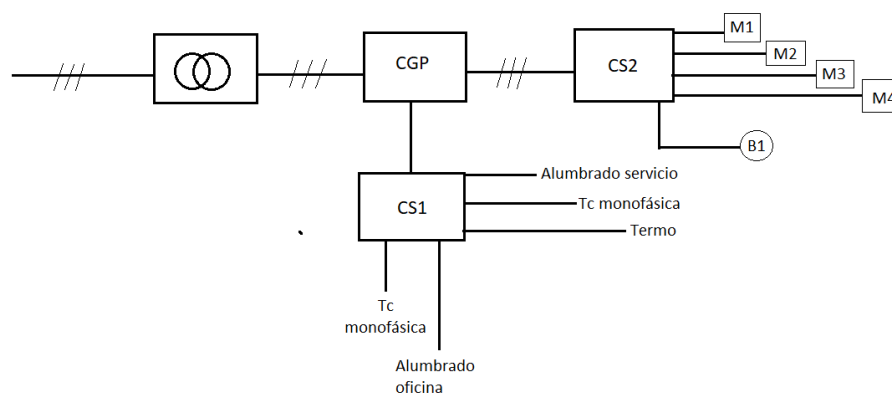 M1
CGP
CS2
M2
M3
M4
B1
Alumbrado servicio
CS1
Tc monofásica
Termo
Tc
monofásica
Alumbrado
oficina